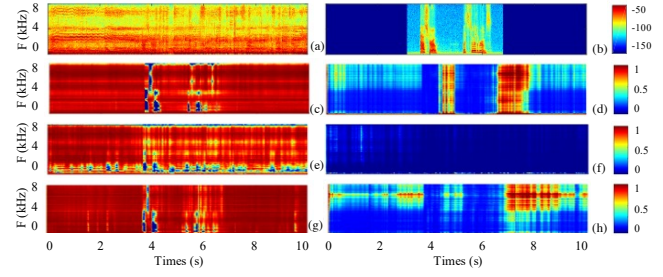 8
4
0
F (kHz)
(a)
(b)
-50
-100
-150
8
4
0
F (kHz)
(c)
(d)
1
0.5
0
8
4
0
F (kHz)
(e)
(f)
1
0.5
0
8
4
0
F (kHz)
(g)
(h)
1
0.5
0
0 2 4 6 8 10
0 2 4 6 8 10
Times (s)
Times (s)